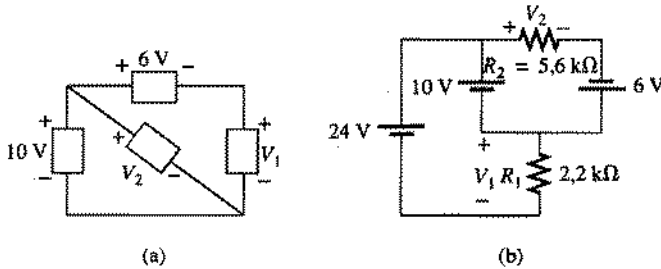 + 6 V −
+ 10 V −
+ V₂ −
+ V₁ −
(a)
+ V₂ −
R₂ = 5,6 kΩ
10 V
6 V
24 V
+ V₁ −
R₁
2,2 kΩ
(b)